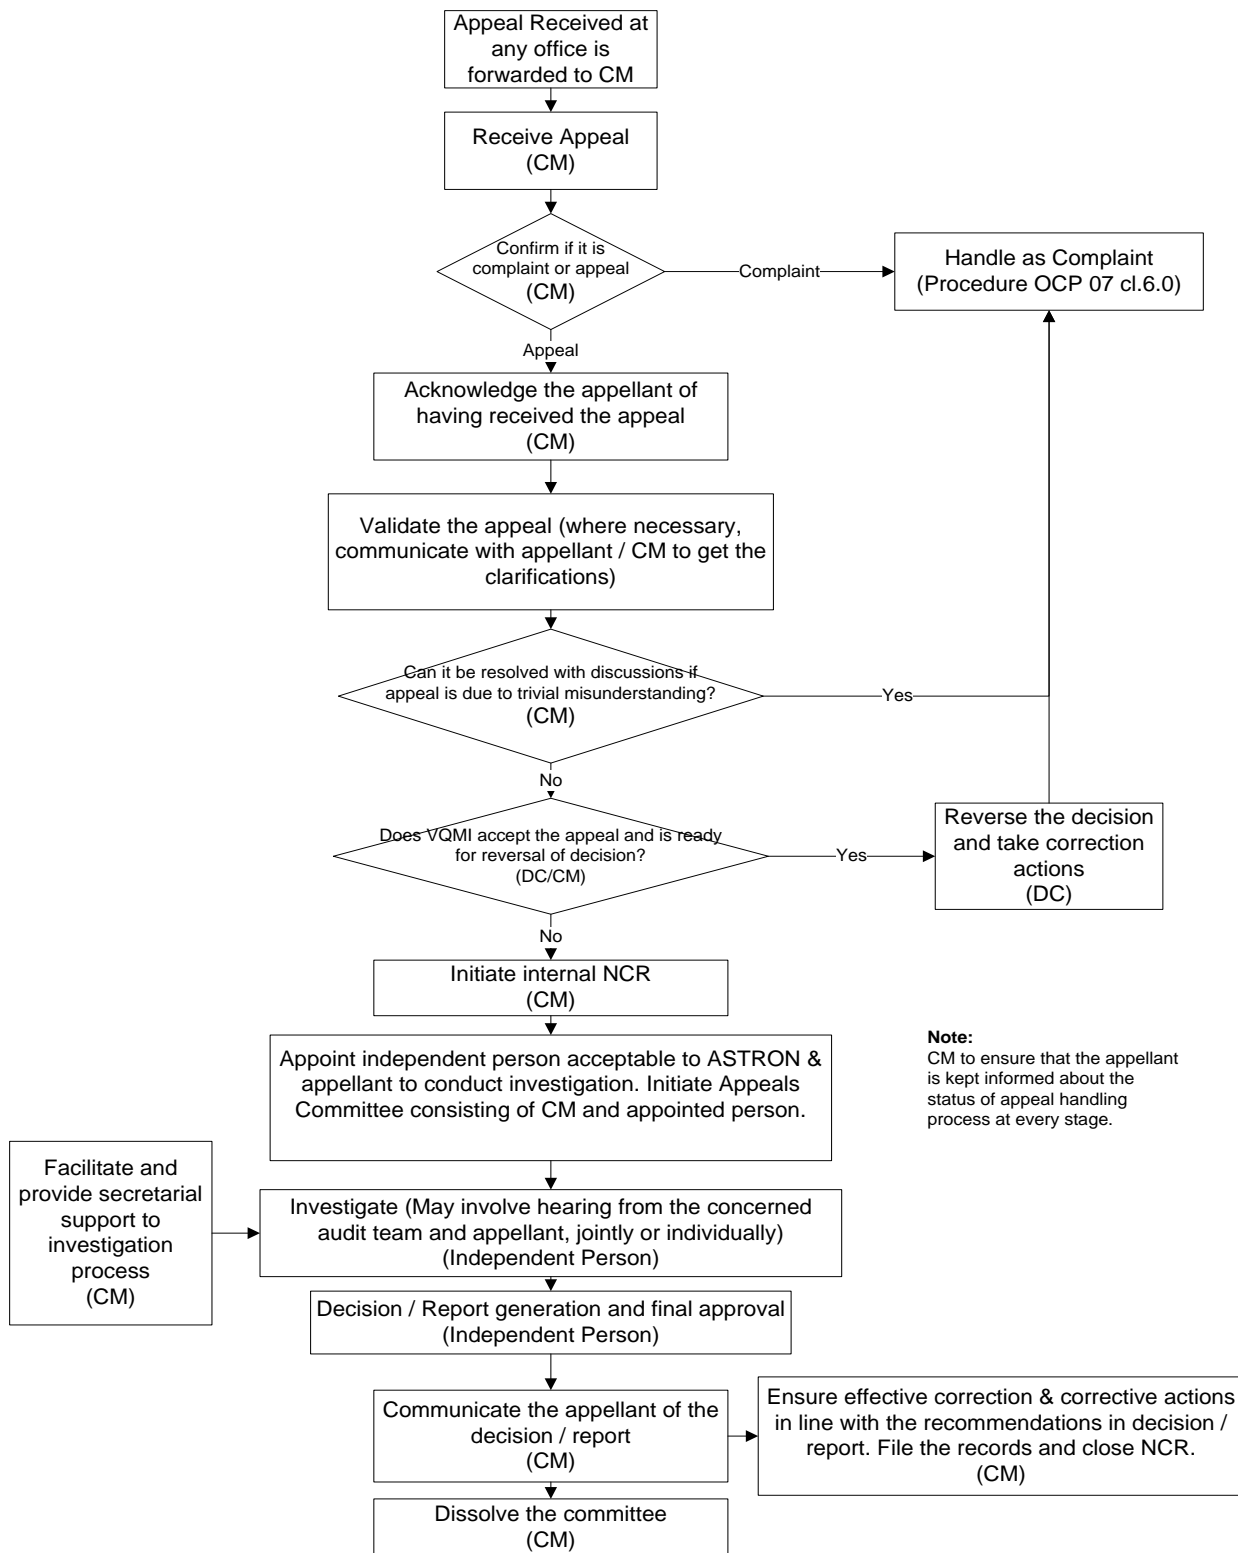 Appeal Received at
any office is
forwarded to CM
Receive Appeal
(CM)
Confirm if it is
complaint or appeal
(CM)
Complaint
Handle as Complaint
(Procedure OCP 07 cl.6.0)
Appeal
Acknowledge the appellant of
having received the appeal
(CM)
Validate the appeal (where necessary,
communicate with appellant / CM to get the
clarifications)
Can it be resolved with discussions if
appeal is due to trivial misunderstanding?
(CM)
Yes
No
Does VQMI accept the appeal and is ready
for reversal of decision?
(DC/CM)
Yes
Reverse the decision
and take correction
actions
(DC)
No
Initiate internal NCR
(CM)
Appoint independent person acceptable to ASTRON &
appellant to conduct investigation. Initiate Appeals
Committee consisting of CM and appointed person.
Note:
CM to ensure that the appellant
is kept informed about the
status of appeal handling
process at every stage.
Facilitate and
provide secretarial
support to
investigation
process
(CM)
Investigate (May involve hearing from the concerned
audit team and appellant, jointly or individually)
(Independent Person)
Decision / Report generation and final approval
(Independent Person)
Communicate the appellant of the
decision / report
(CM)
Ensure effective correction & corrective actions
in line with the recommendations in decision /
report. File the records and close NCR.
(CM)
Dissolve the committee
(CM)